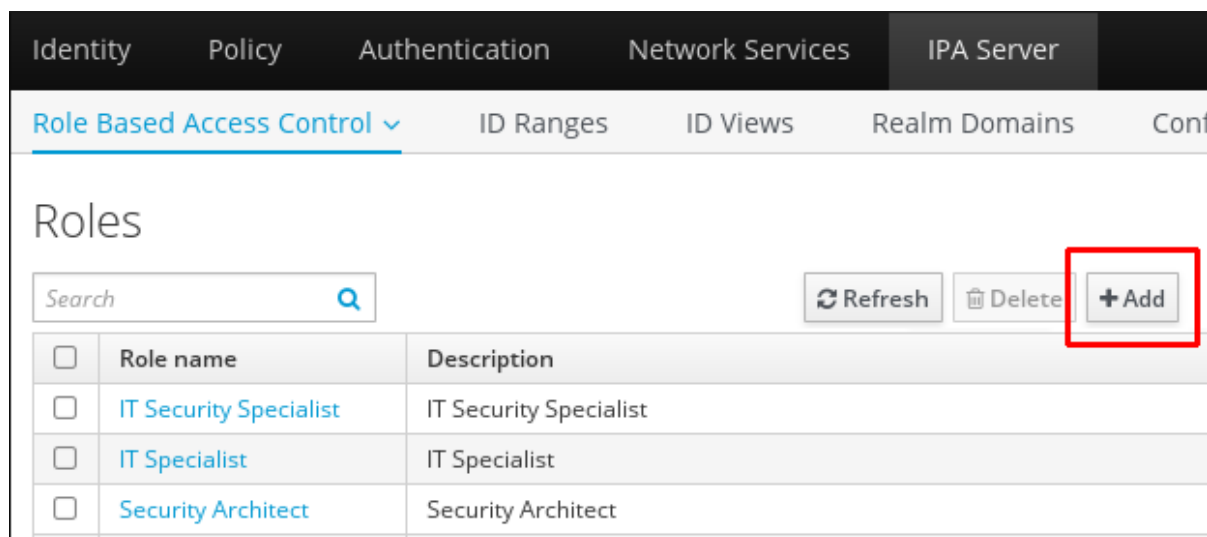 Identity Policy Authentication Network Services IPA Server
Role Based Access Control ID Ranges ID Views Realm Domains Conf
Roles
Search Refresh Delete Add
Role name Description
IT Security Specialist IT Security Specialist
IT Specialist IT Specialist
Security Architect Security Architect